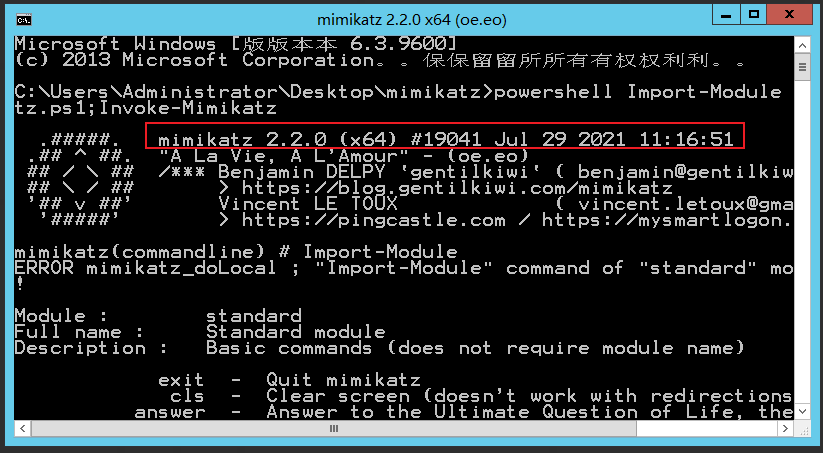 mimikatz 2.2.0 x64 (oe.eo)
Microsoft Windows [版版本本 6.3.9600]
(c) 2013 Microsoft Corporation。。保保留留所所有有权权利利。。
C:\Users\Administrator\Desktop\mimikatz>powershell Import-Module
tz.ps1;Invoke-Mimikatz
.#####. mimikatz 2.2.0 (x64) #19041 Jul 29 2021 11:16:51
.## ^ ##. "A La Vie, A L'Amour" - (oe.eo)
## / \ ## /*** Benjamin DELPY `gentilkiwi` ( benjamin@gentilkiw
## \ / ## > https://blog.gentilkiwi.com/mimikatz
'## v ##' Vincent LE TOUX ( vincent.letoux@gma
'#####' > https://pingcastle.com / https://mysmartlogon.
mimikatz(commandline) # Import-Module
ERROR mimikatz_doLocal ; "Import-Module" command of "standard" mo
!
Module : standard
Full name : Standard module
Description : Basic commands (does not require module name)
exit - Quit mimikatz
cls - Clear screen (doesn't work with redirections
answer - Answer to the Ultimate Question of Life, the